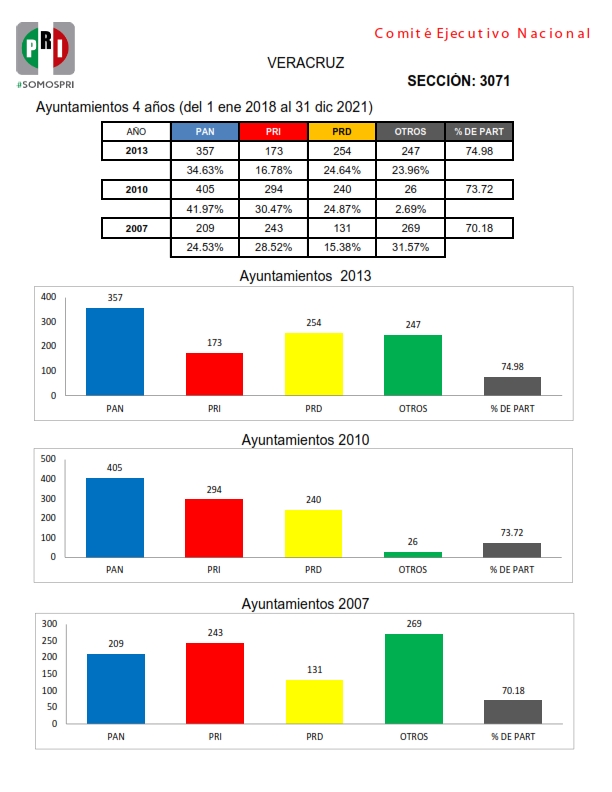 Comité Ejecutivo Nacional
PRI
#SOMOSPRI
VERACRUZ
SECCIÓN: 3071
Ayuntamientos 4 años (del 1 ene 2018 al 31 dic 2021)
AÑO PAN PRI PRD OTROS % DE PART
2013 357 173 254 247 74.98
34.63% 16.78% 24.64% 23.96%
2010 405 294 240 26 73.72
41.97% 30.47% 24.87% 2.69%
2007 209 243 131 269 70.18
24.53% 28.52% 15.38% 31.57%
Ayuntamientos 2013
400
300
200
100
0
357
173
254
247
74.98
PAN PRI PRD OTROS % DE PART
Ayuntamientos 2010
500
400
300
200
100
0
405
294
240
26
73.72
PAN PRI PRD OTROS % DE PART
Ayuntamientos 2007
300
250
200
150
100
50
0
209
243
131
269
70.18
PAN PRI PRD OTROS % DE PART